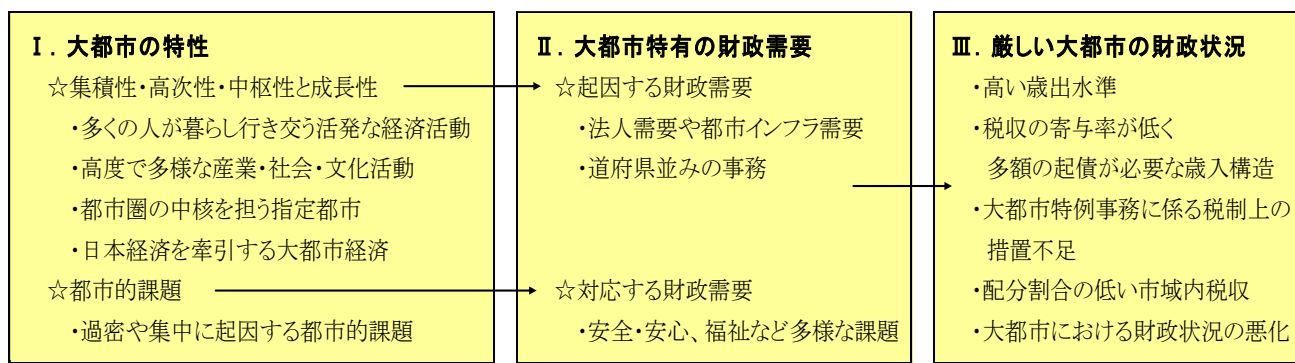 Ⅰ. 大都市の特性
☆集積性・高次性・中枢性と成長性
・多くの人が暮らし行き交う活発な経済活動
・高度で多様な産業・社会・文化活動
・都市圏の中核を担う指定都市
・日本経済を牽引する大都市経済
☆都市的課題
・過密や集中に起因する都市的課題
Ⅱ. 大都市特有の財政需要
☆起因する財政需要
・法人需要や都市インフラ需要
・道府県並みの事務
☆対応する財政需要
・安全・安心、福祉など多様な課題
Ⅲ. 厳しい大都市の財政状況
・高い歳出水準
・税収の寄与率が低く
多額の起債が必要な歳入構造
・大都市特例事務に係る税制上の
措置不足
・配分割合の低い市域内税収
・大都市における財政状況の悪化